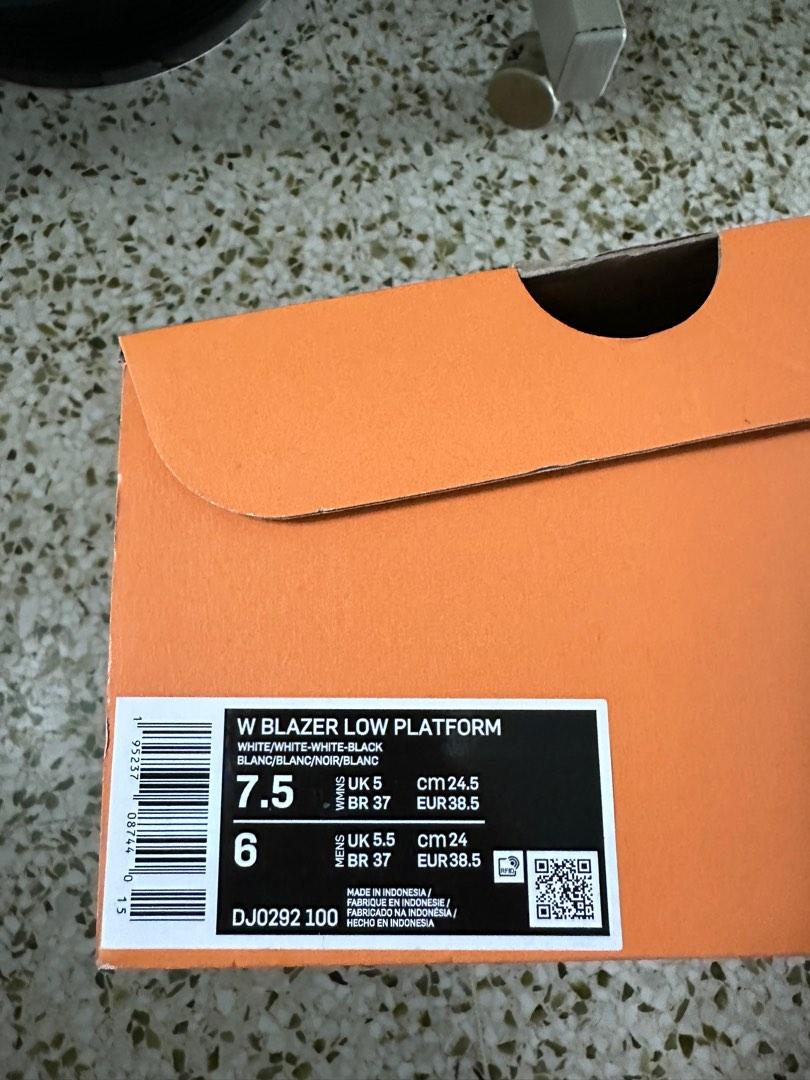 W BLAZER LOW PLATFORM
WHITE/WHITE-WHITE-BLACK
BLANC/BLANC/NOIR/BLANC
7.5 WMNS UK 5 cm 24.5
BR 37 EUR 38.5
6 MENS UK 5.5 cm 24
BR 37 EUR 38.5
RFID
MADE IN INDONESIA /
FABRIQUE EN INDONESIE /
FABRICADO NA INDONÉSIA /
HECHO EN INDONESIA
DJ0292 100
1 95237 08744 0 15